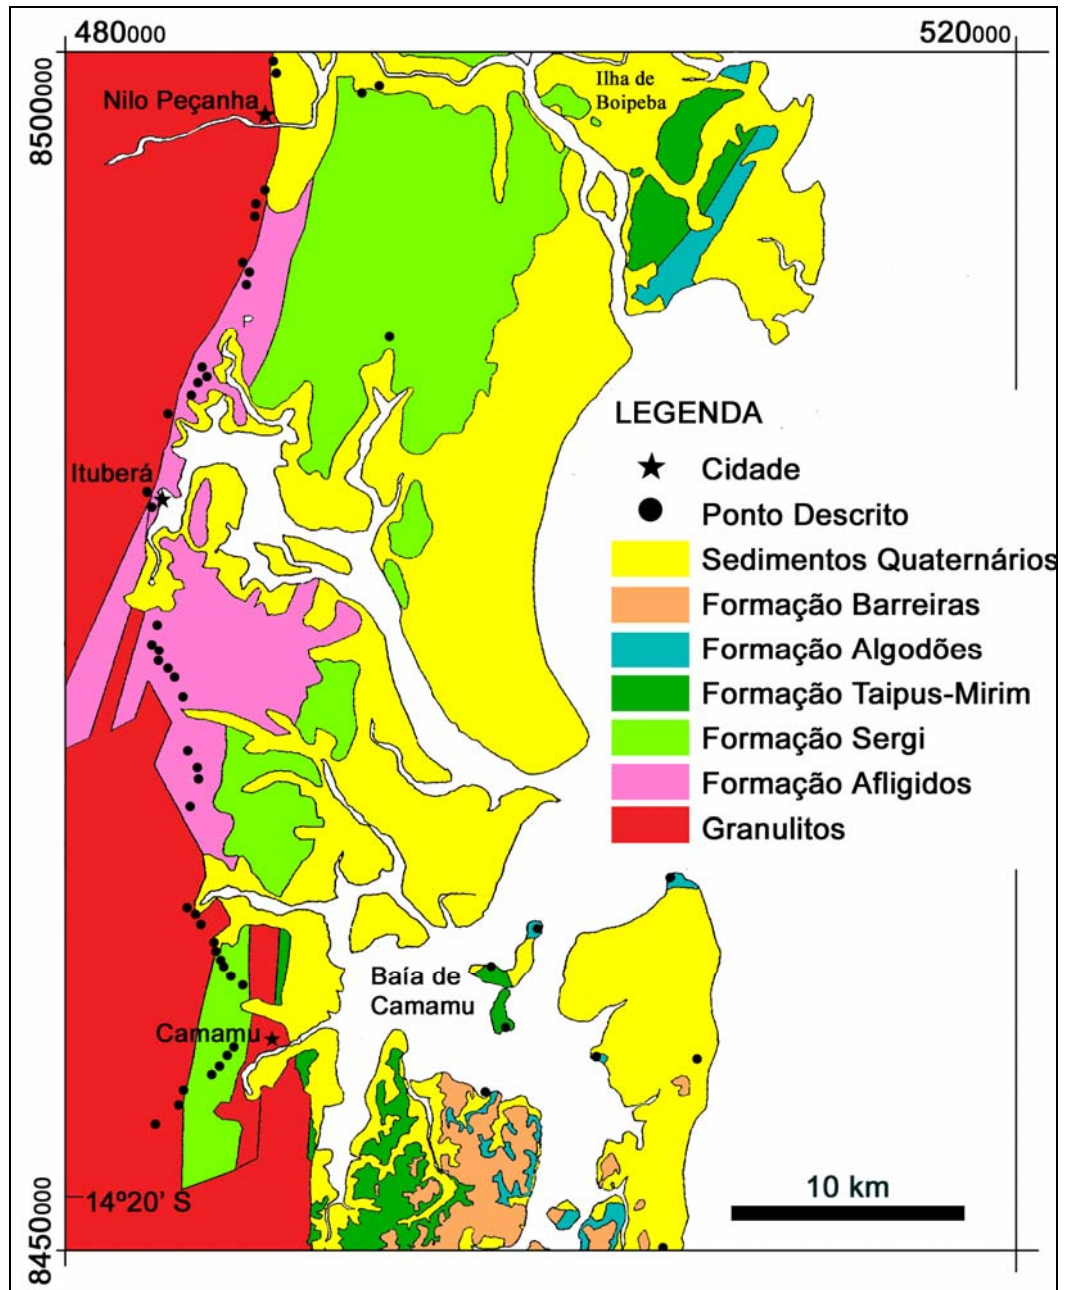 480000
520000
8500000
Nilo Peçanha
Ilha de
Boipeba
P
LEGENDA
Cidade
Ponto Descrito
Sedimentos Quaternários
Formação Barreiras
Formação Algodões
Formação Taipus-Mirim
Formação Sergi
Formação Afligidos
Granulitos
Ituberá
Baía de
Camamu
Camamu
10 km
14º20' S
8450000